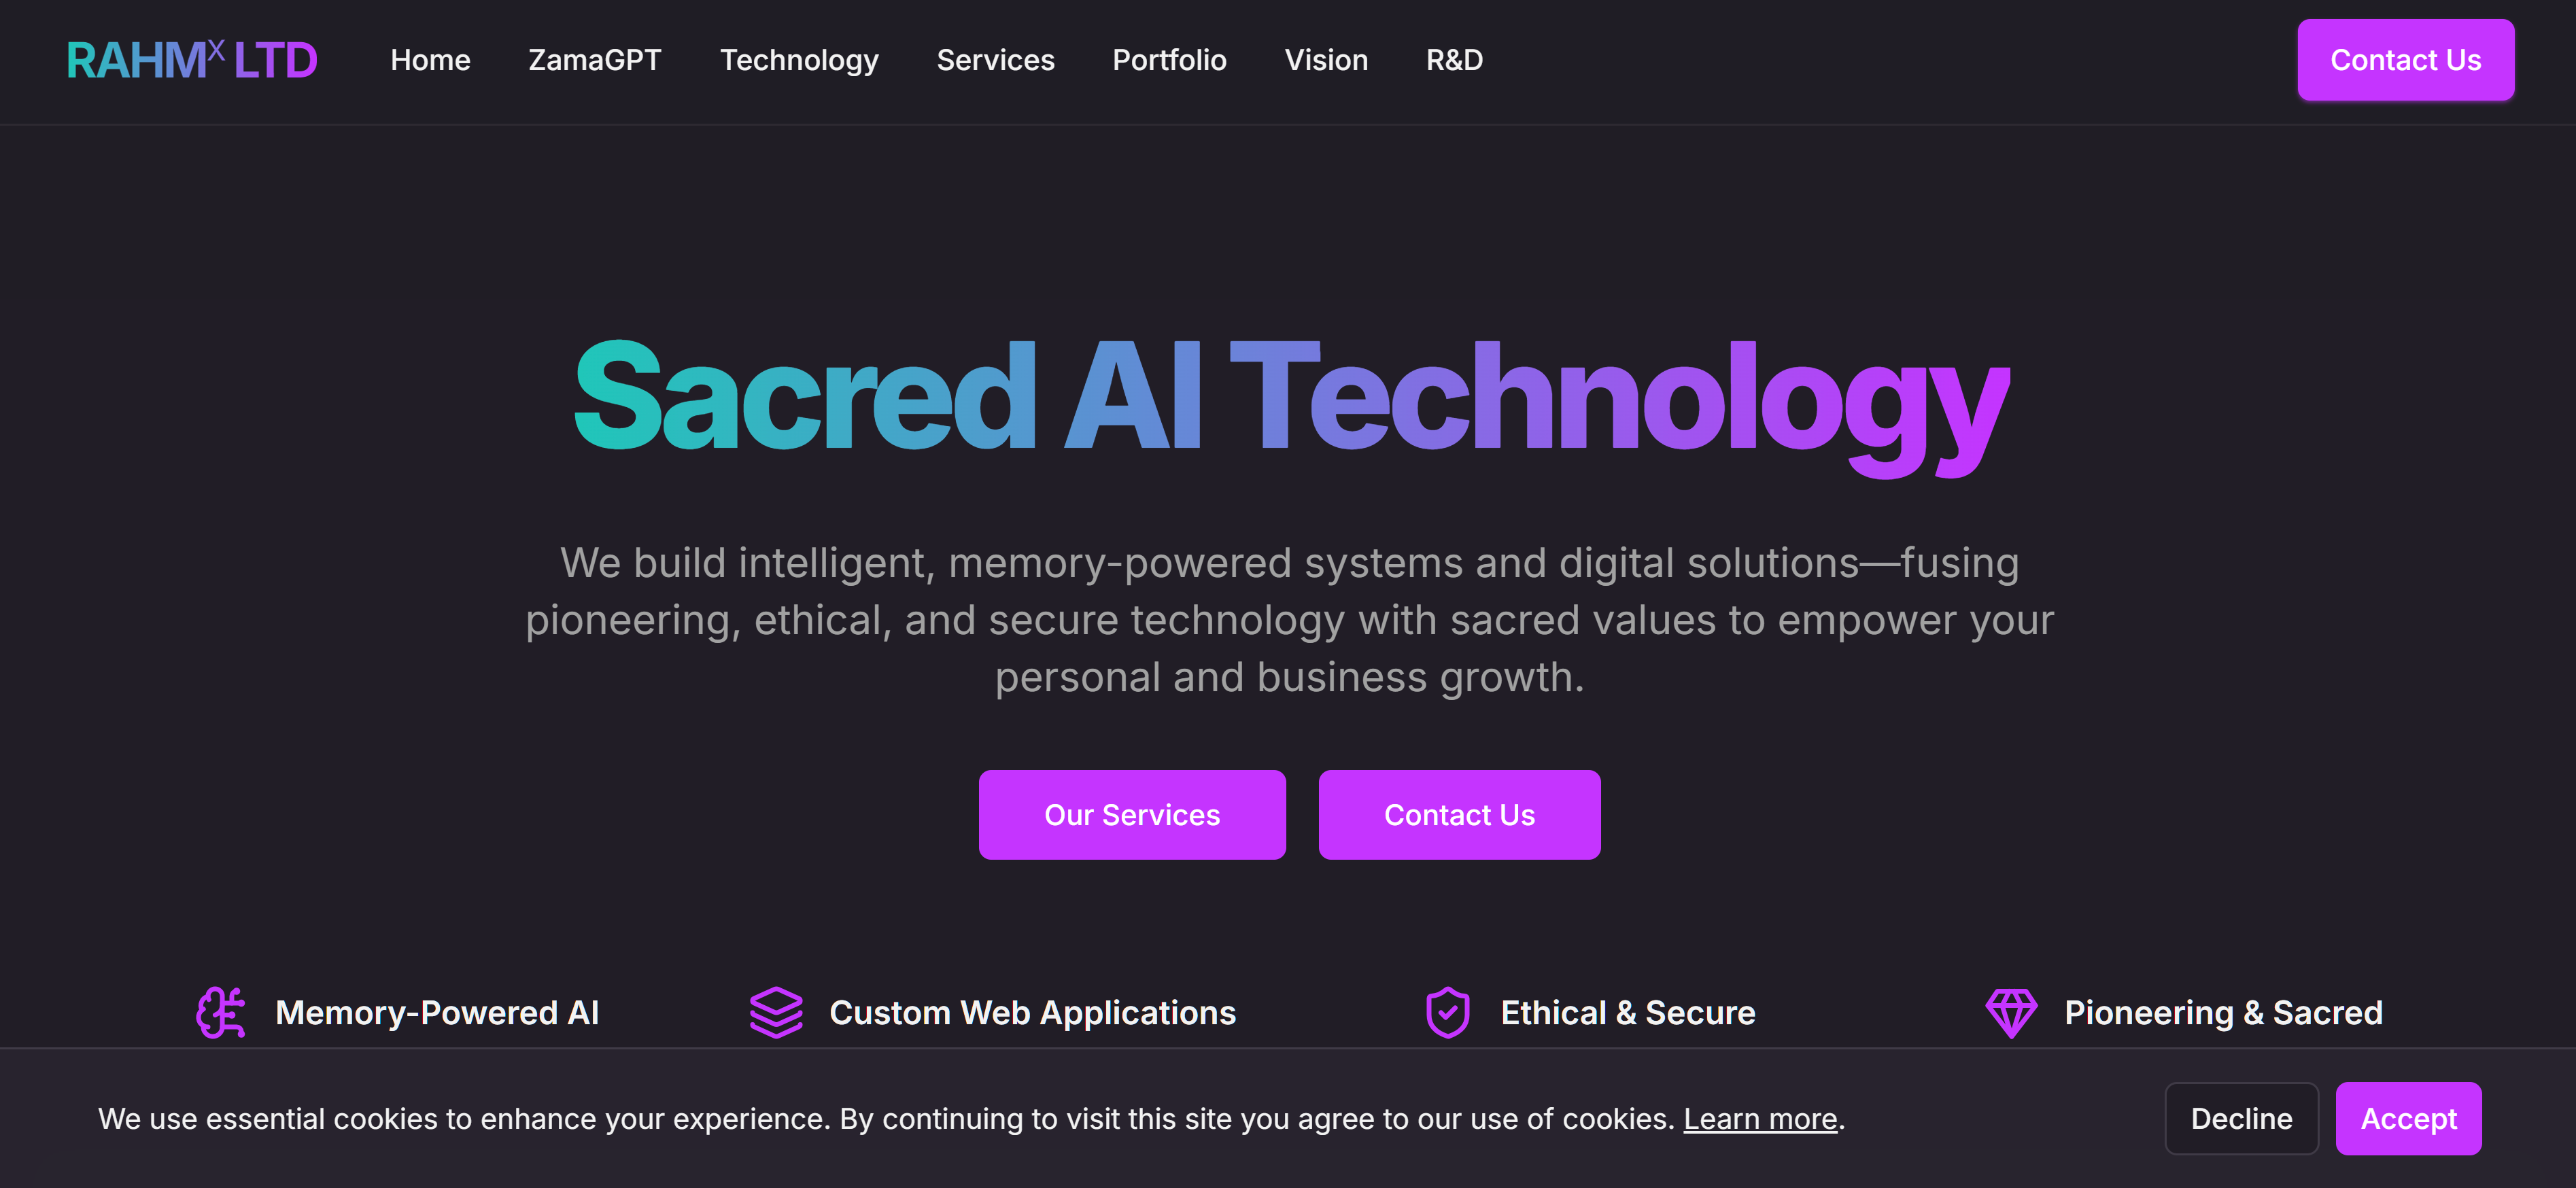 RAHMX LTD
Home
ZamaGPT
Technology
Services
Portfolio
Vision
R&D
Contact Us
Sacred AI Technology
We build intelligent, memory-powered systems and digital solutions—fusing
pioneering, ethical, and secure technology with sacred values to empower your
personal and business growth.
Our Services
Contact Us
Memory-Powered AI
Custom Web Applications
Ethical & Secure
Pioneering & Sacred
We use essential cookies to enhance your experience. By continuing to visit this site you agree to our use of cookies. Learn more.
Decline
Accept